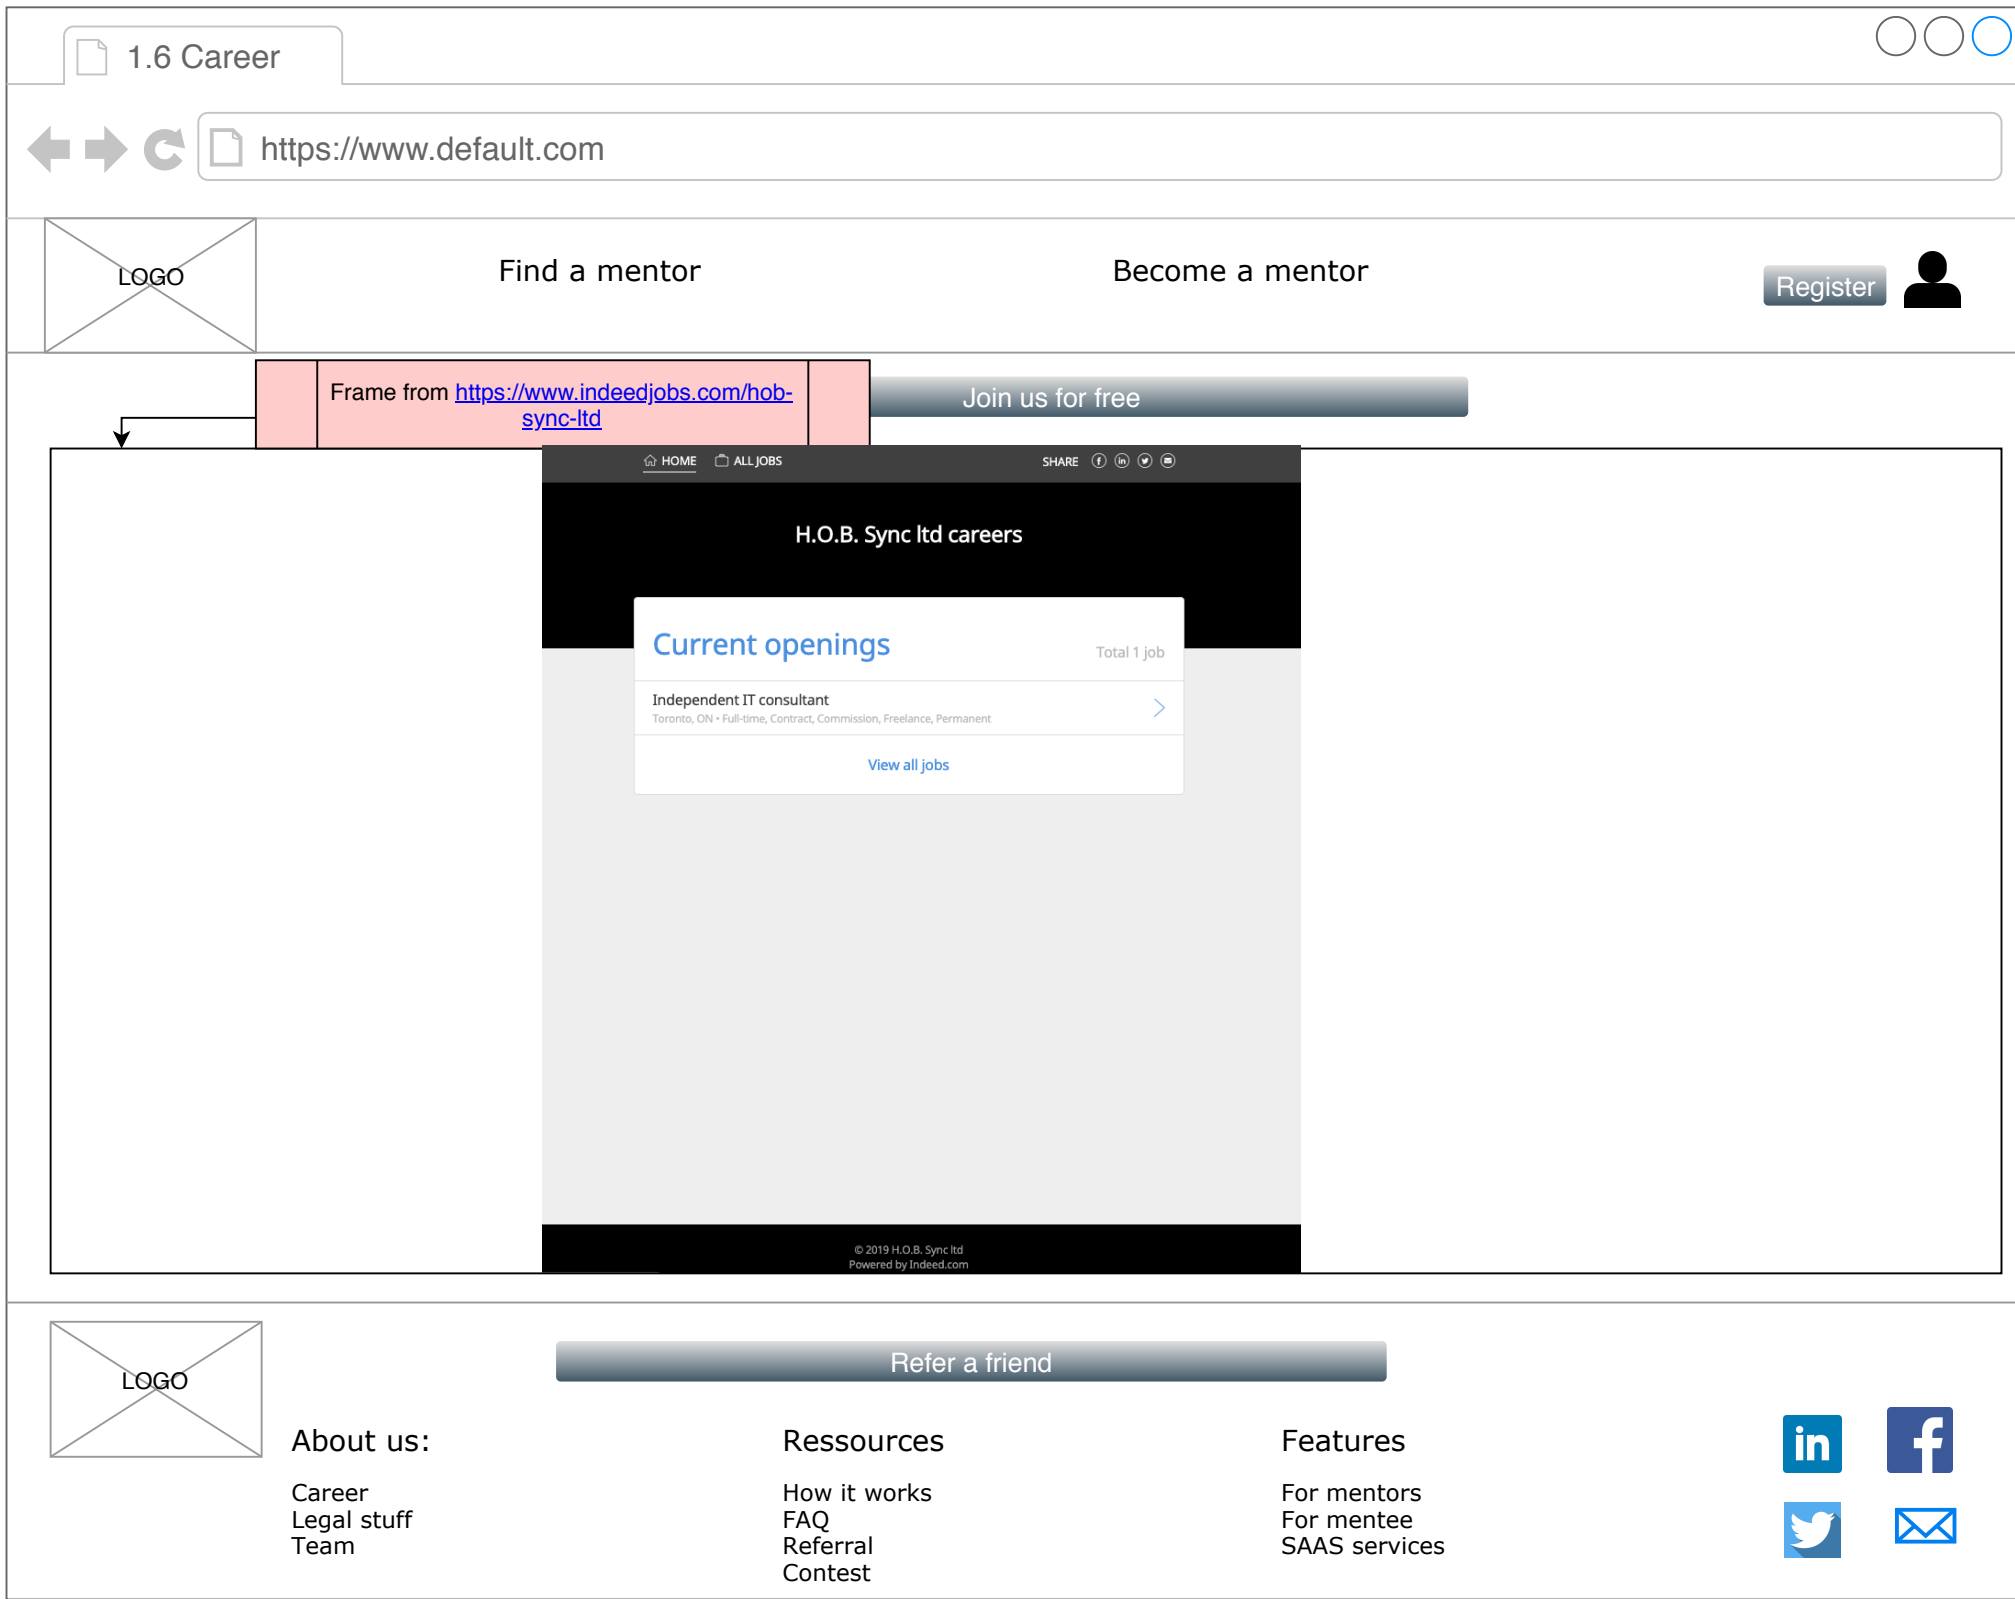 1.6 Career
https://www.default.com
LOGO
Find a mentor
Become a mentor
Register
Frame from https://www.indeedjobs.com/hob-
sync-ltd
Join us for free
HOME
ALL JOBS
SHARE
H.O.B. Sync ltd careers
Current openings
Total 1 job
Independent IT consultant
Toronto, ON • Full-time, Contract, Commission, Freelance, Permanent
View all jobs
© 2019 H.O.B. Sync ltd
Powered by Indeed.com
LOGO
Refer a friend
About us:
Career
Legal stuff
Team
Ressources
How it works
FAQ
Referral
Contest
Features
For mentors
For mentee
SAAS services
in